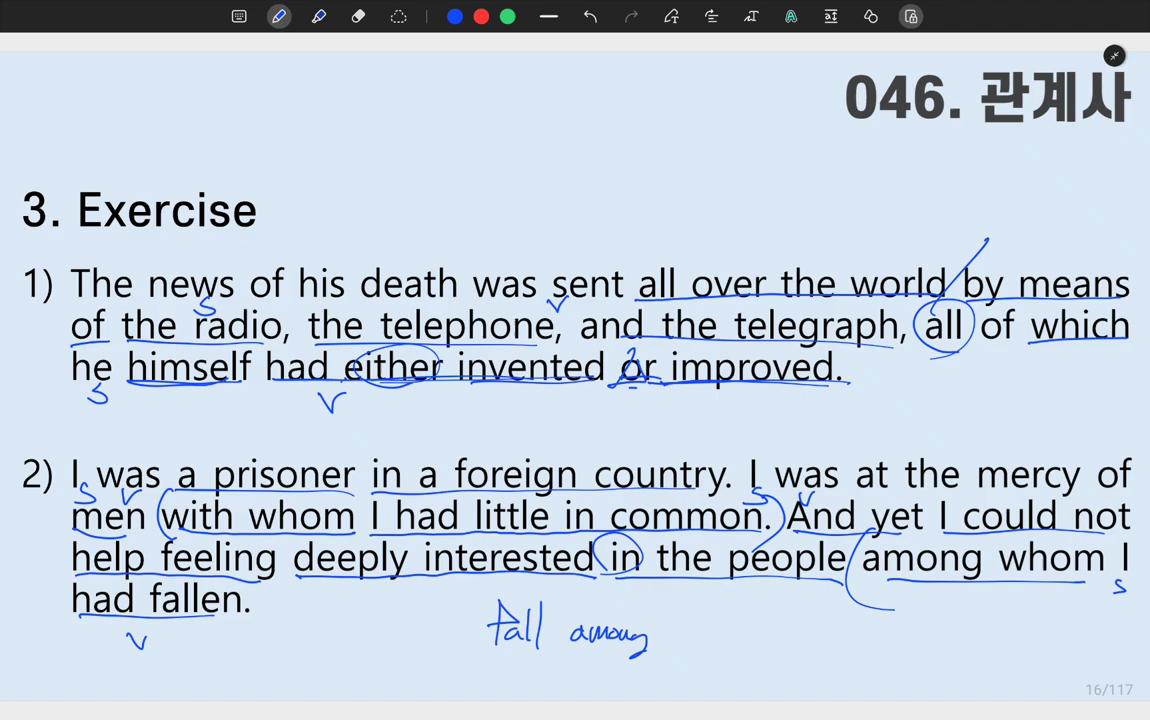 046. 관계사
3. Exercise
1) The news of his death was sent all over the world by means
S V
of the radio, the telephone, and the telegraph, all of which
he himself had either invented or improved.
S V
2) I was a prisoner in a foreign country. I was at the mercy of
S V S V
men with whom I had little in common. And yet I could not
help feeling deeply interested in the people among whom I
S
had fallen.
V
fall among
16/117